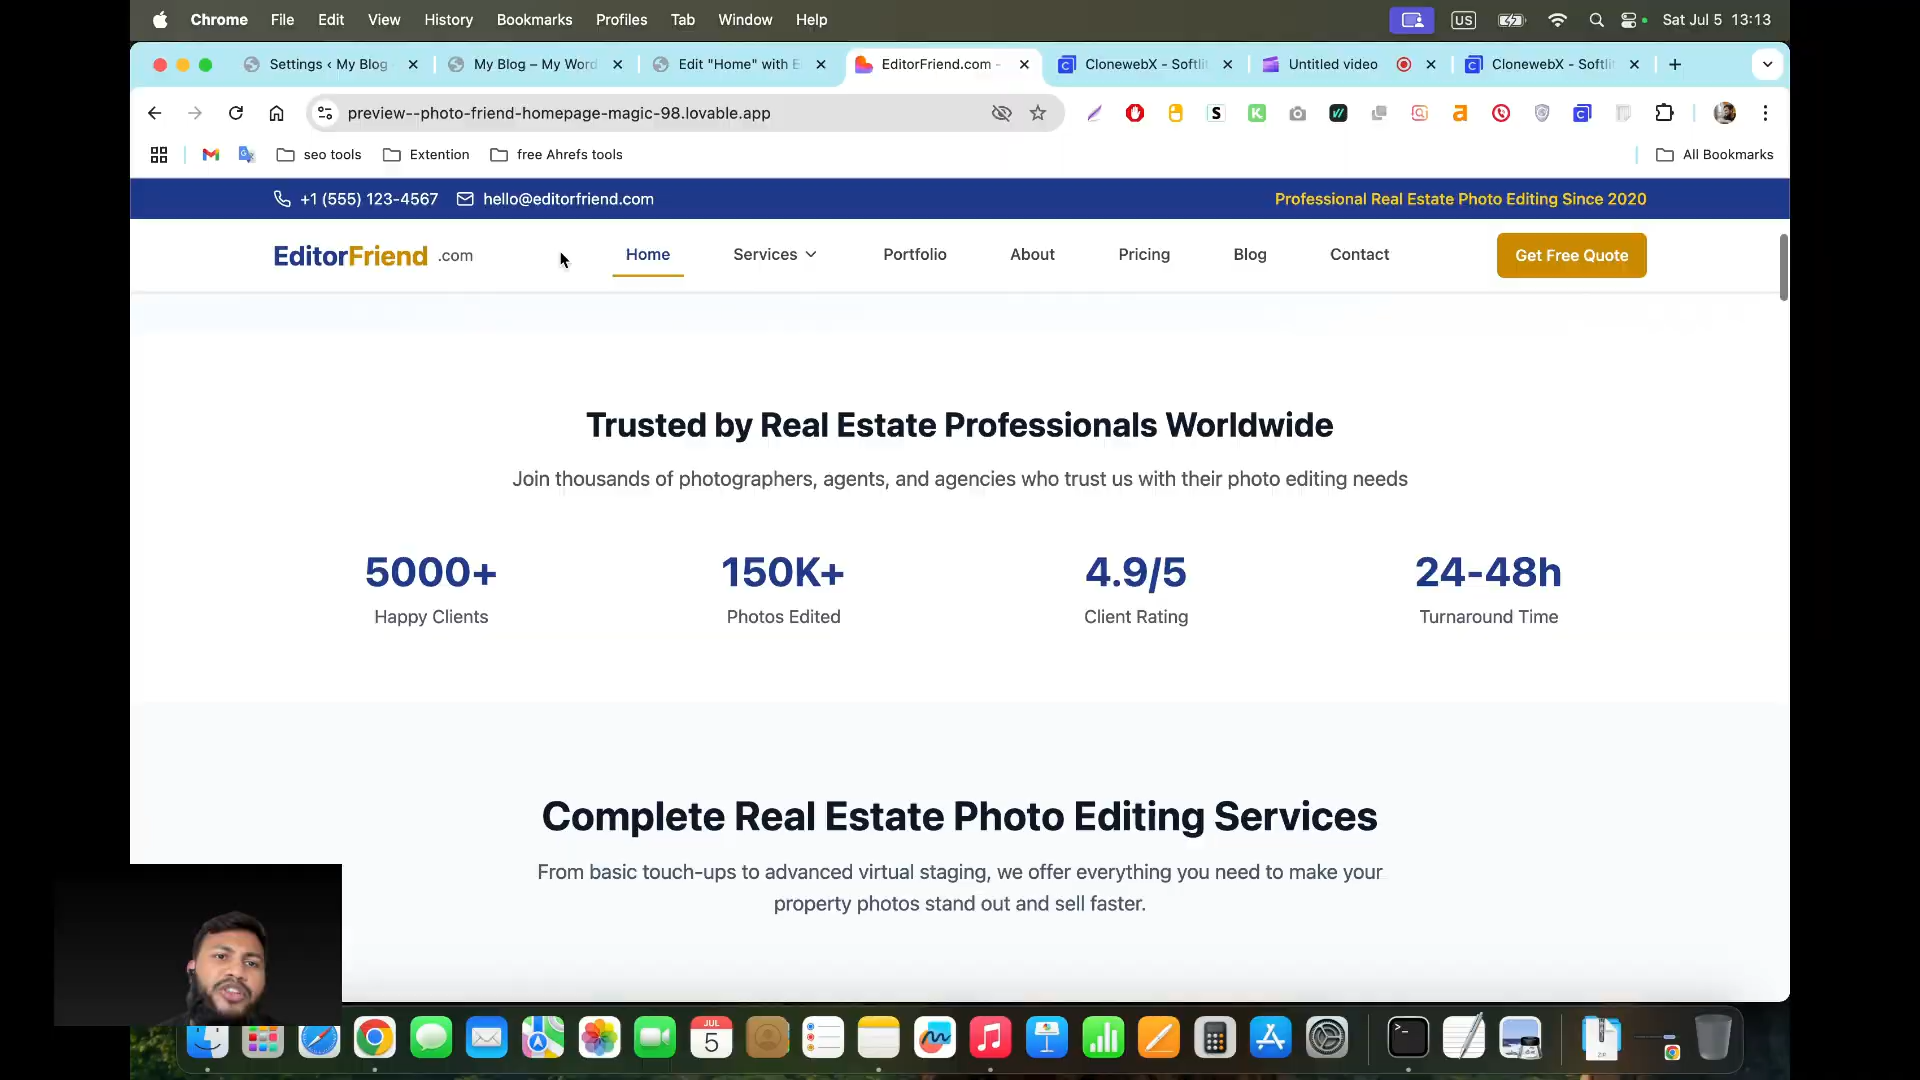 Chrome File Edit View History Bookmarks Profiles Tab Window Help US Sat Jul 5 13:13
Settings ‹ My Blog My Blog – My Word Edit "Home" with E EditorFriend.com - ClonewebX - Softli Untitled video ClonewebX - Softli
preview--photo-friend-homepage-magic-98.lovable.app
seo tools Extention free Ahrefs tools All Bookmarks
+1 (555) 123-4567 hello@editorfriend.com Professional Real Estate Photo Editing Since 2020
EditorFriend .com Home Services Portfolio About Pricing Blog Contact Get Free Quote
Trusted by Real Estate Professionals Worldwide
Join thousands of photographers, agents, and agencies who trust us with their photo editing needs
5000+ 150K+ 4.9/5 24-48h
Happy Clients Photos Edited Client Rating Turnaround Time
Complete Real Estate Photo Editing Services
From basic touch-ups to advanced virtual staging, we offer everything you need to make your
property photos stand out and sell faster.
JUL
5